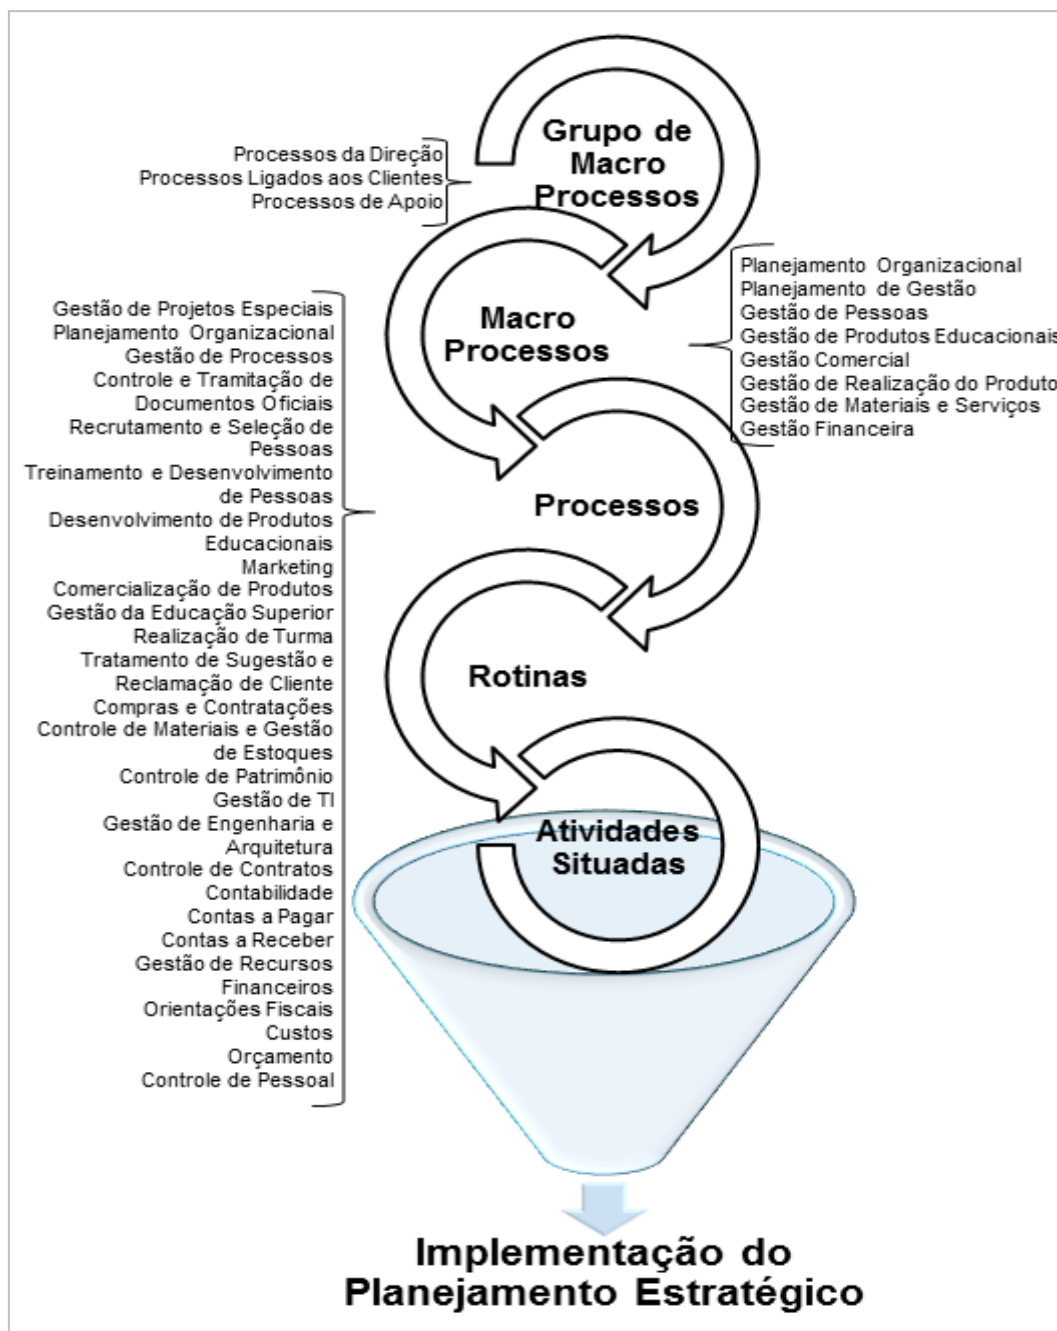 Grupo de
Macro
Processos
Processos da Direção
Processos Ligados aos Clientes
Processos de Apoio
Macro
Processos
Planejamento Organizacional
Planejamento de Gestão
Gestão de Pessoas
Gestão de Produtos Educacionais
Gestão Comercial
Gestão de Realização do Produto
Gestão de Materiais e Serviços
Gestão Financeira
Processos
Gestão de Projetos Especiais
Planejamento Organizacional
Gestão de Processos
Controle e Tramitação de
Documentos Oficiais
Recrutamento e Seleção de
Pessoas
Treinamento e Desenvolvimento
de Pessoas
Desenvolvimento de Produtos
Educacionais
Marketing
Comercialização de Produtos
Gestão da Educação Superior
Realização de Turma
Tratamento de Sugestão e
Reclamação de Cliente
Compras e Contratações
Controle de Materiais e Gestão
de Estoques
Controle de Patrimônio
Gestão de TI
Gestão de Engenharia e
Arquitetura
Controle de Contratos
Contabilidade
Contas a Pagar
Contas a Receber
Gestão de Recursos
Financeiros
Orientações Fiscais
Custos
Orçamento
Controle de Pessoal
Rotinas
Atividades
Situadas
Implementação do
Planejamento Estratégico